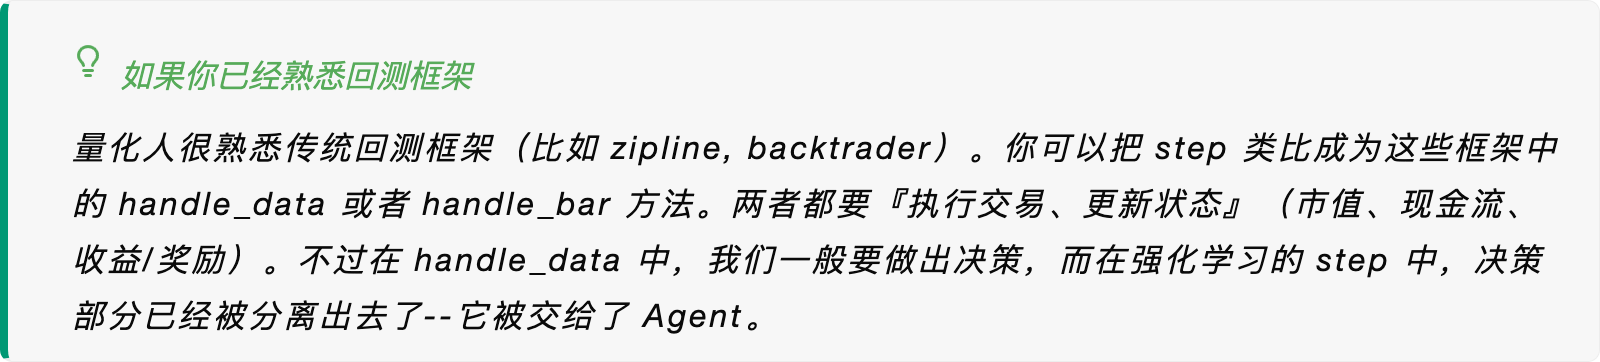 如果你已经熟悉回测框架
量化人很熟悉传统回测框架（比如 zipline, backtrader）。你可以把 step 类比成为这些框架中
的 handle_data 或者 handle_bar 方法。两者都要『执行交易、更新状态』（市值、现金流、
收益/奖励）。不过在 handle_data 中，我们一般要做出决策，而在强化学习的 step 中，决策
部分已经被分离出去了--它被交给了 Agent。